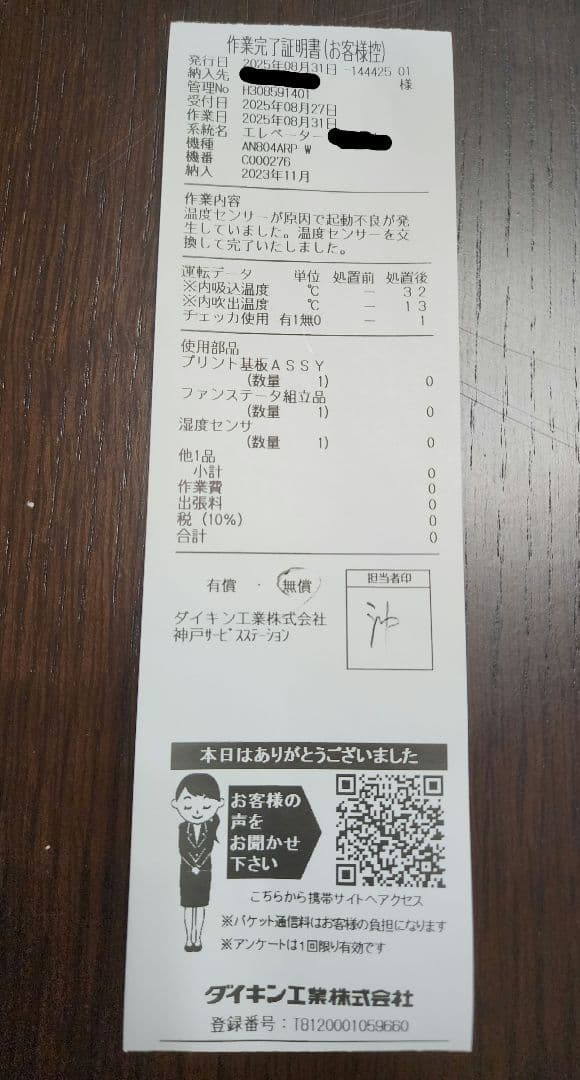 作業完了証明書(お客様控)
発行日 2025年08月31日 -144425 01
納入先 様
管理No H308591401
受付日 2025年08月27日
作業日 2025年08月31日
系統名 エレベーター
機種 AN804ARP W
機番 C000276
納入 2023年11月
作業内容
温度センサーが原因で起動不良が発
生していました。温度センサーを交
換して完了いたしました。
運転データ 単位 処置前 処置後
※内吸込温度 ℃ － 32
※内吹出温度 ℃ － 13
チェッカ使用 有1無0 － 1
使用部品
プリント基板ASSY
(数量 1) 0
ファンステータ組立品
(数量 1) 0
湿度センサ
(数量 1) 0
他1品
小計 0
作業費 0
出張料 0
税(10%) 0
合計 0
有償 ・ 無償
担当者印
沖
ダイキン工業株式会社
神戸ｻｰﾋﾞｽｽﾃｰｼｮﾝ
本日はありがとうございました
お客様の
声を
お聞かせ
下さい
こちらから携帯サイトへアクセス
※パケット通信料はお客様の負担になります
※アンケートは1回限り有効です
ダイキン工業株式会社
登録番号：T8120001059660